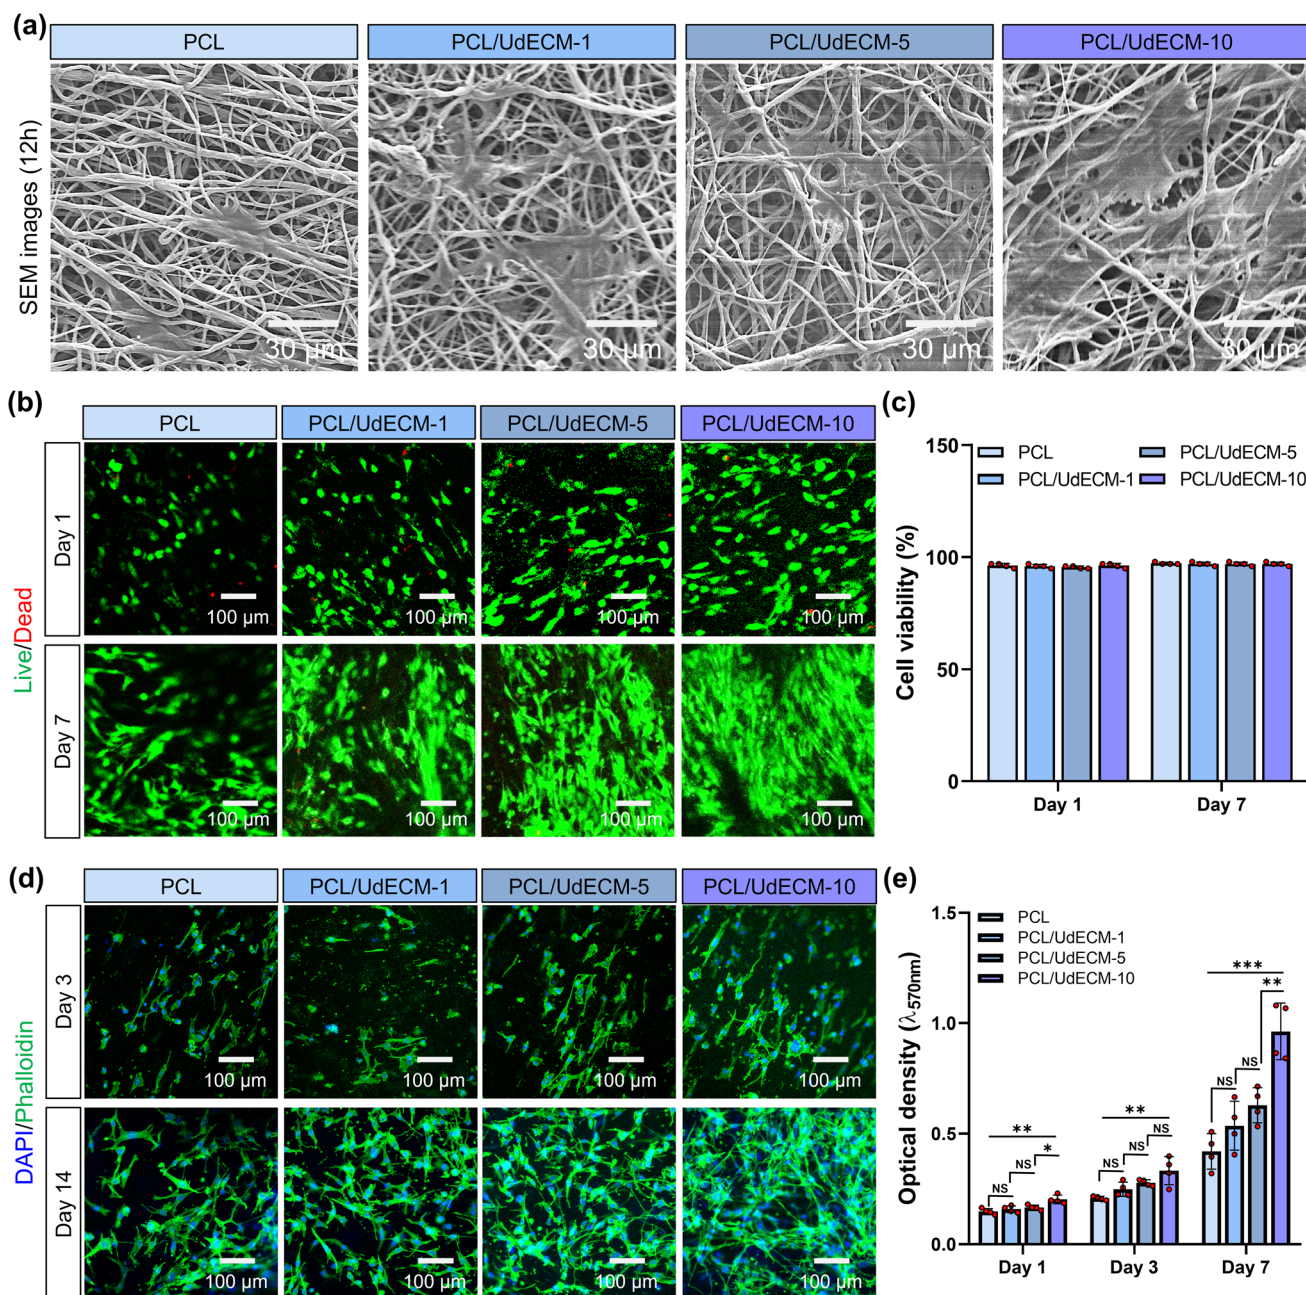 (a)
PCL
PCL/UdECM-1
PCL/UdECM-5
PCL/UdECM-10
SEM images (12h)
30 µm
30 µm
30 µm
30 µm
(b)
PCL
PCL/UdECM-1
PCL/UdECM-5
PCL/UdECM-10
Live/Dead
Day 1
100 µm
100 µm
100 µm
100 µm
Day 7
100 µm
100 µm
100 µm
100 µm
(c)
150
100
50
0
Cell viability (%)
PCL
PCL/UdECM-1
PCL/UdECM-5
PCL/UdECM-10
Day 1
Day 7
(d)
PCL
PCL/UdECM-1
PCL/UdECM-5
PCL/UdECM-10
DAPI/Phalloidin
Day 3
100 µm
100 µm
100 µm
100 µm
Day 14
100 µm
100 µm
100 µm
100 µm
(e)
1.5
1.0
0.5
0.0
Optical density (λ570nm)
PCL
PCL/UdECM-1
PCL/UdECM-5
PCL/UdECM-10
**
*
NS
NS
**
NS
NS
NS
***
**
NS
NS
Day 1
Day 3
Day 7